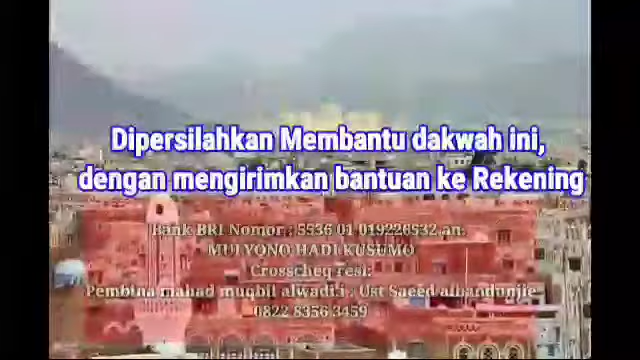 Dipersilahkan Membantu dakwah ini,
dengan mengirimkan bantuan ke Rekening
Bank BRI Nomor : 5536 01 019226532 an.
MULYONO HADI KUSUMO
Crosscheq resi:
Pembina mahad muqbil alwadi.i . Ust Saeed alhandunjie
0822 8356 3459